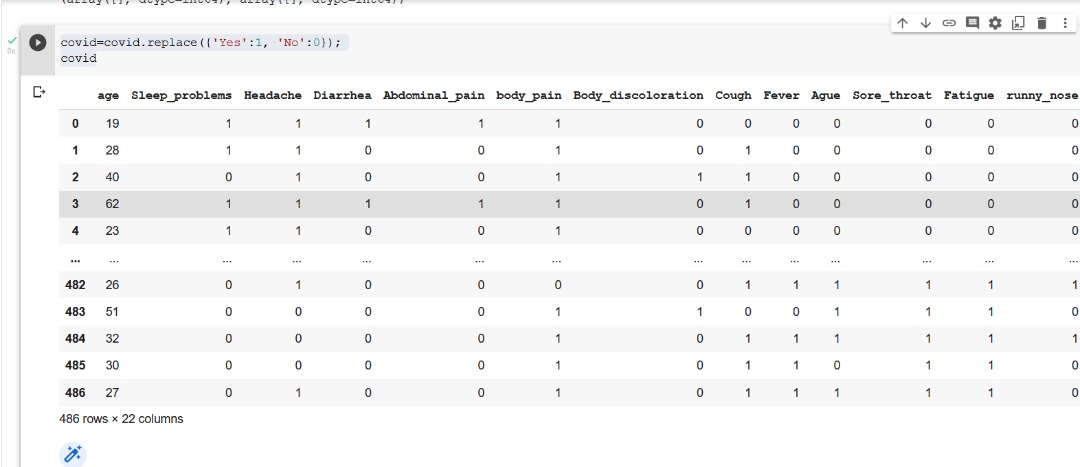 covid=covid.replace({'Yes':1, 'No':0});
covid
age Sleep_problems Headache Diarrhea Abdominal_pain body_pain Body_discoloration Cough Fever Ague Sore_throat Fatigue runny_nose
0 19 1 1 1 1 1 0 0 0 0 0 0 0
1 28 1 1 0 0 1 0 1 0 0 0 0 0
2 40 0 1 0 0 1 1 1 0 0 0 0 0
3 62 1 1 1 1 1 0 1 0 0 0 0 0
4 23 1 1 0 0 1 0 0 0 0 0 0 0
... ... ... ... ... ... ... ... ... ... ... ... ... ...
482 26 0 1 0 0 0 0 1 1 1 1 1 1
483 51 0 0 0 0 1 1 0 0 1 1 1 0
484 32 0 0 0 0 1 0 1 1 1 1 1 1
485 30 0 0 0 0 1 0 1 1 0 1 1 0
486 27 0 1 0 0 1 0 1 1 1 1 1 0
486 rows × 22 columns